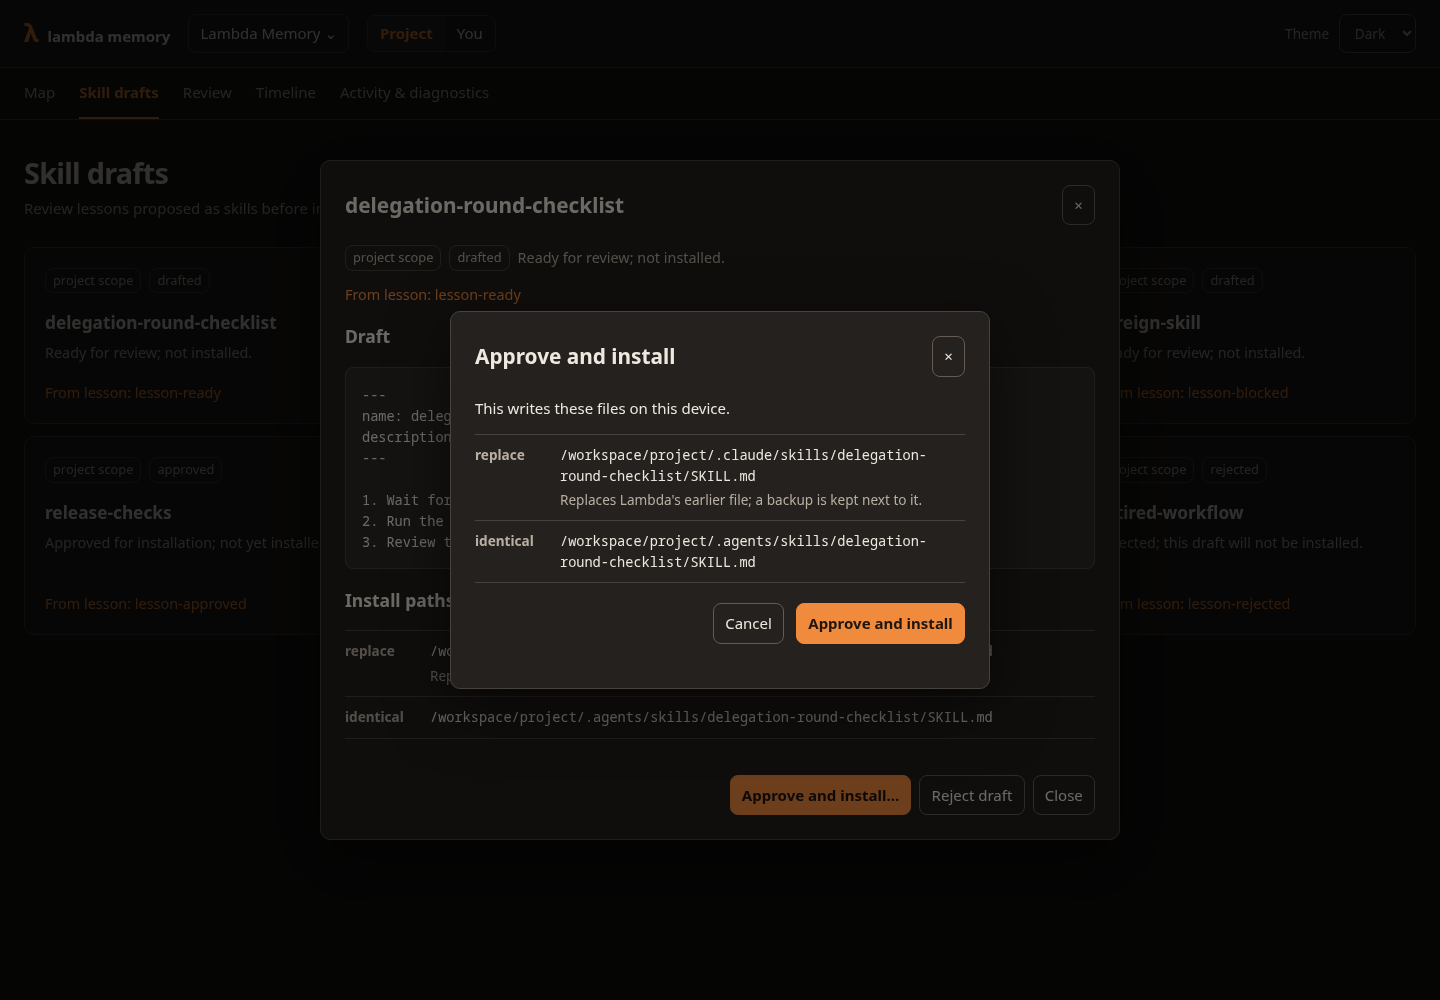 λ lambda memory
Lambda Memory
Project
You
Theme
Dark
Map
Skill drafts
Review
Timeline
Activity & diagnostics
Skill drafts
Review lessons proposed as skills before
project scope
drafted
delegation-round-checklist
Ready for review; not installed.
From lesson: lesson-ready
project scope
approved
release-checks
Approved for installation; not yet
From lesson: lesson-approved
scope
drafted
for review; not installed.
lesson: lesson-blocked
scope
rejected
this draft will not be installed.
lesson: lesson-rejected
delegation-round-checklist
×
project scope
drafted
Ready for review; not installed.
From lesson: lesson-ready
Draft
---
name:
description
---
1. Wait for
2. Run the
3. Review
Install paths
replace
identical
/workspace/project/.agents/skills/delegation-round-checklist/SKILL.md
Approve and install...
Reject draft
Close
Approve and install
×
This writes these files on this device.
replace
/workspace/project/.claude/skills/delegation-
round-checklist/SKILL.md
Replaces Lambda's earlier file; a backup is kept next to it.
identical
/workspace/project/.agents/skills/delegation-
round-checklist/SKILL.md
Cancel
Approve and install